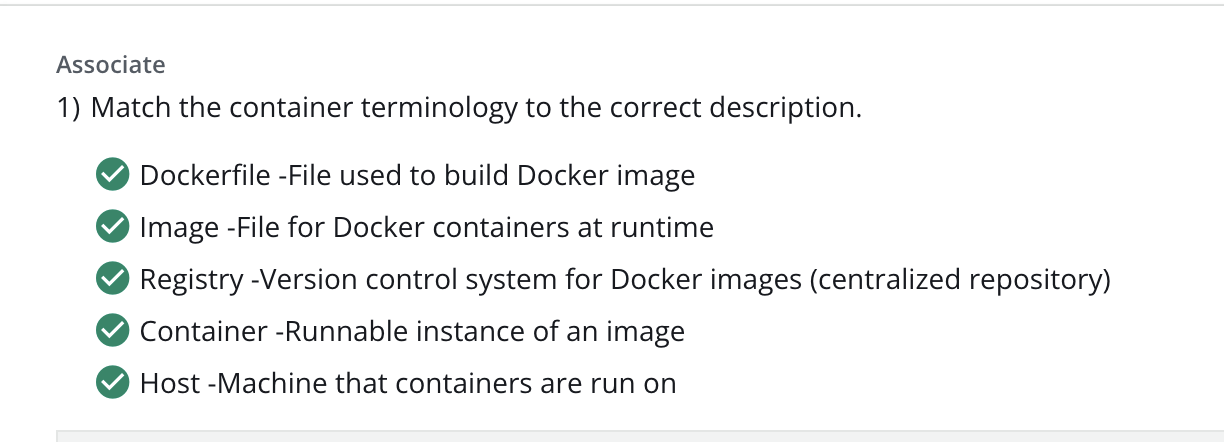 Associate
1) Match the container terminology to the correct description.
Dockerfile -File used to build Docker image
Image -File for Docker containers at runtime
Registry -Version control system for Docker images (centralized repository)
Container -Runnable instance of an image
Host -Machine that containers are run on